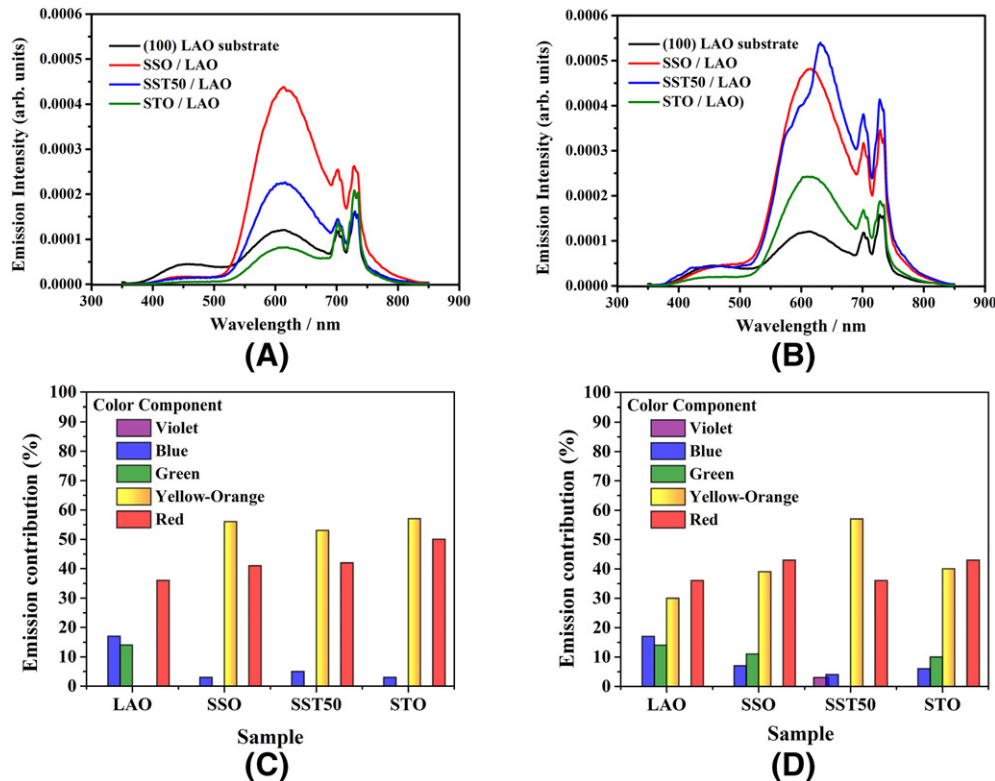 0.0006
0.0005
0.0004
0.0003
0.0002
0.0001
0.0000
Emission Intensity (arb. units)
(100) LAO substrate
SSO / LAO
SST50 / LAO
STO / LAO
300 400 500 600 700 800 900
Wavelength / nm
(A)
0.0006
0.0005
0.0004
0.0003
0.0002
0.0001
0.0000
Emission Intensity (arb. units)
(100) LAO substrate
SSO / LAO
SST50 / LAO
STO / LAO)
300 400 500 600 700 800 900
Wavelength / nm
(B)
100
90
80
70
60
50
40
30
20
10
0
Emission contribution (%)
Color Component
Violet
Blue
Green
Yellow-Orange
Red
LAO SSO SST50 STO
Sample
(C)
100
90
80
70
60
50
40
30
20
10
0
Emission contribution (%)
Color Component
Violet
Blue
Green
Yellow-Orange
Red
LAO SSO SST50 STO
Sample
(D)